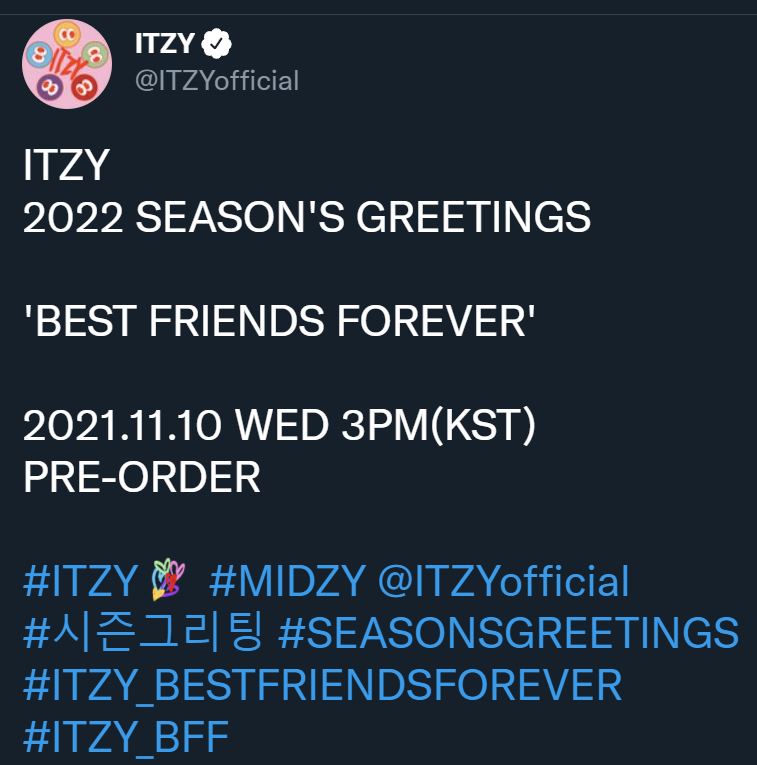 ITZY
ITZY
@ITZYofficial
ITZY
2022 SEASON'S GREETINGS
'BEST FRIENDS FOREVER'
2021.11.10 WED 3PM(KST)
PRE-ORDER
#ITZY #MIDZY @ITZYofficial
#시즌그리팅 #SEASONSGREETINGS
#ITZY_BESTFRIENDSFOREVER
#ITZY_BFF